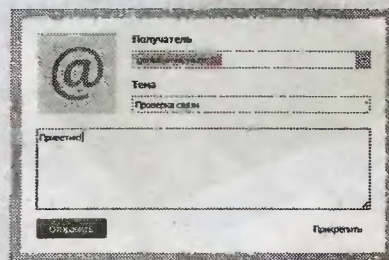 @
Получатель
Тема
Проверка связи
Привет
Отправить
Прикрепить